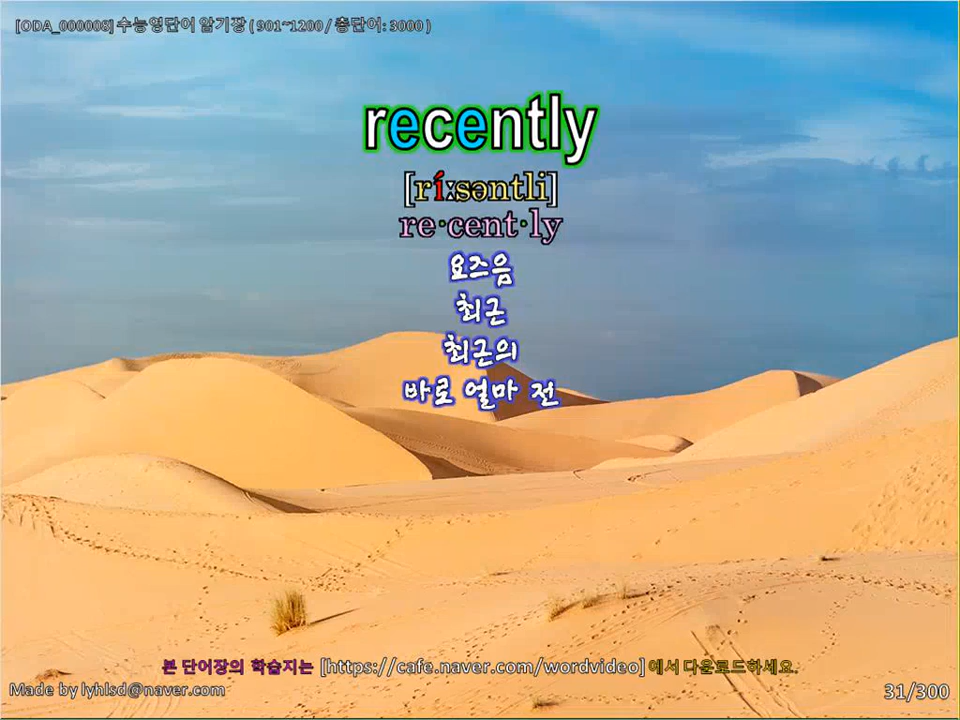 [ODA_000008] 수능영단어 암기장 ( 901~1200 / 총단어: 3000 )
recently
[ríːsəntli]
re·cent·ly
요즈음
최근
최근의
바로 얼마 전
본 단어장의 학습지는 [https://cafe.naver.com/wordvideo] 에서 다운로드하세요.
Made by lyhlsd@naver.com
31/300